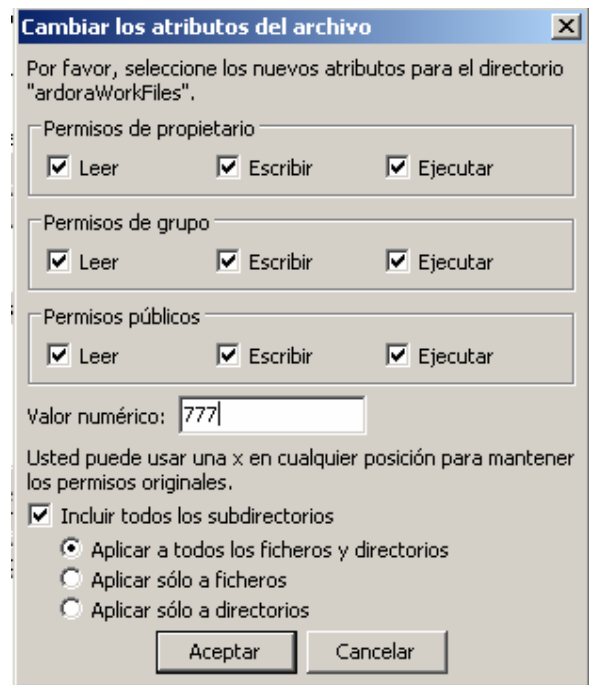 Cambiar los atributos del archivo
Por favor, seleccione los nuevos atributos para el directorio
"ardoraWorkFiles".
Permisos de propietario
Leer Escribir Ejecutar
Permisos de grupo
Leer Escribir Ejecutar
Permisos públicos
Leer Escribir Ejecutar
Valor numérico: 777
Usted puede usar una x en cualquier posición para mantener
los permisos originales.
Incluir todos los subdirectorios
Aplicar a todos los ficheros y directorios
Aplicar sólo a ficheros
Aplicar sólo a directorios
Aceptar Cancelar